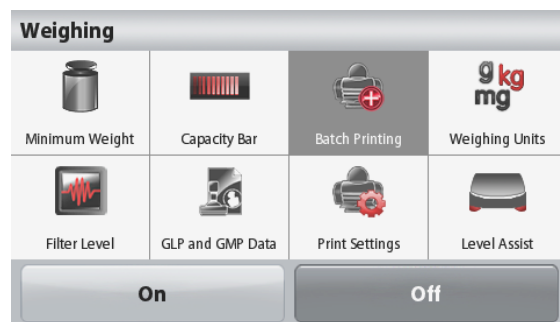 Weighing
g kg
mg
Minimum Weight Capacity Bar Batch Printing Weighing Units
Filter Level GLP and GMP Data Print Settings Level Assist
On Off